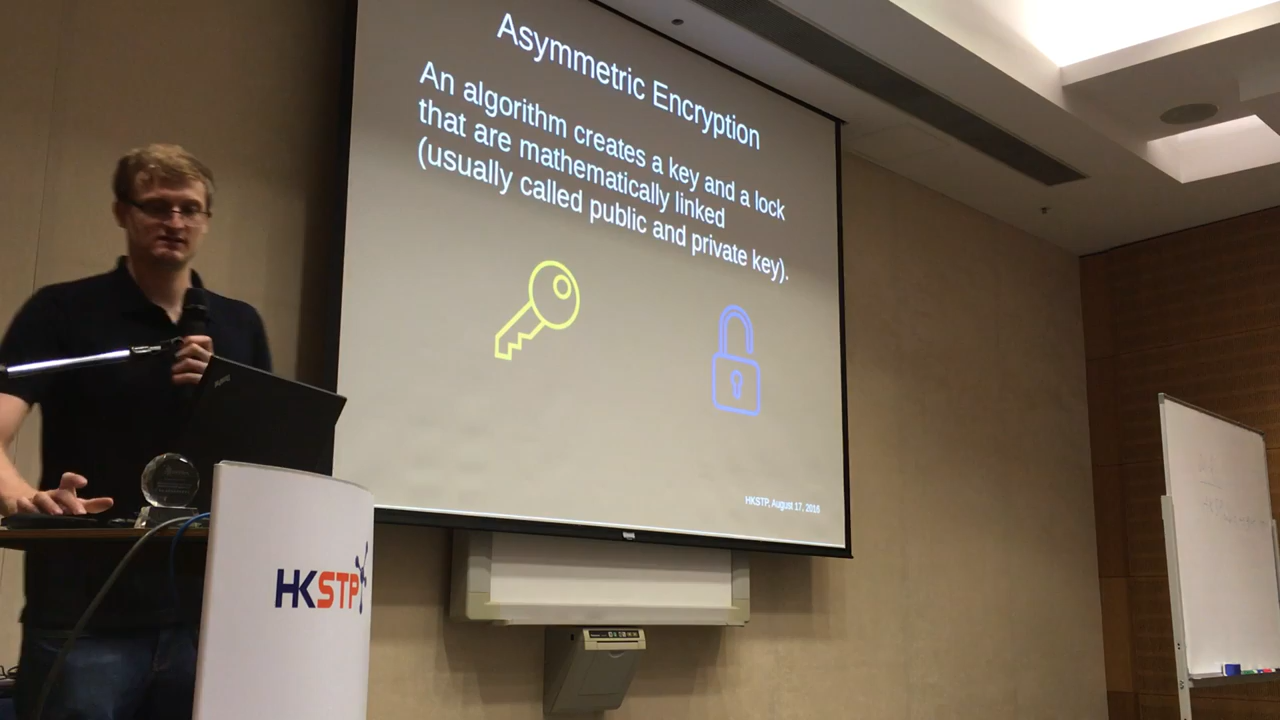 Asymmetric Encryption
An algorithm creates a key and a lock
that are mathematically linked
(usually called public and private key).
HKSTP, August 17, 2016
HKSTP